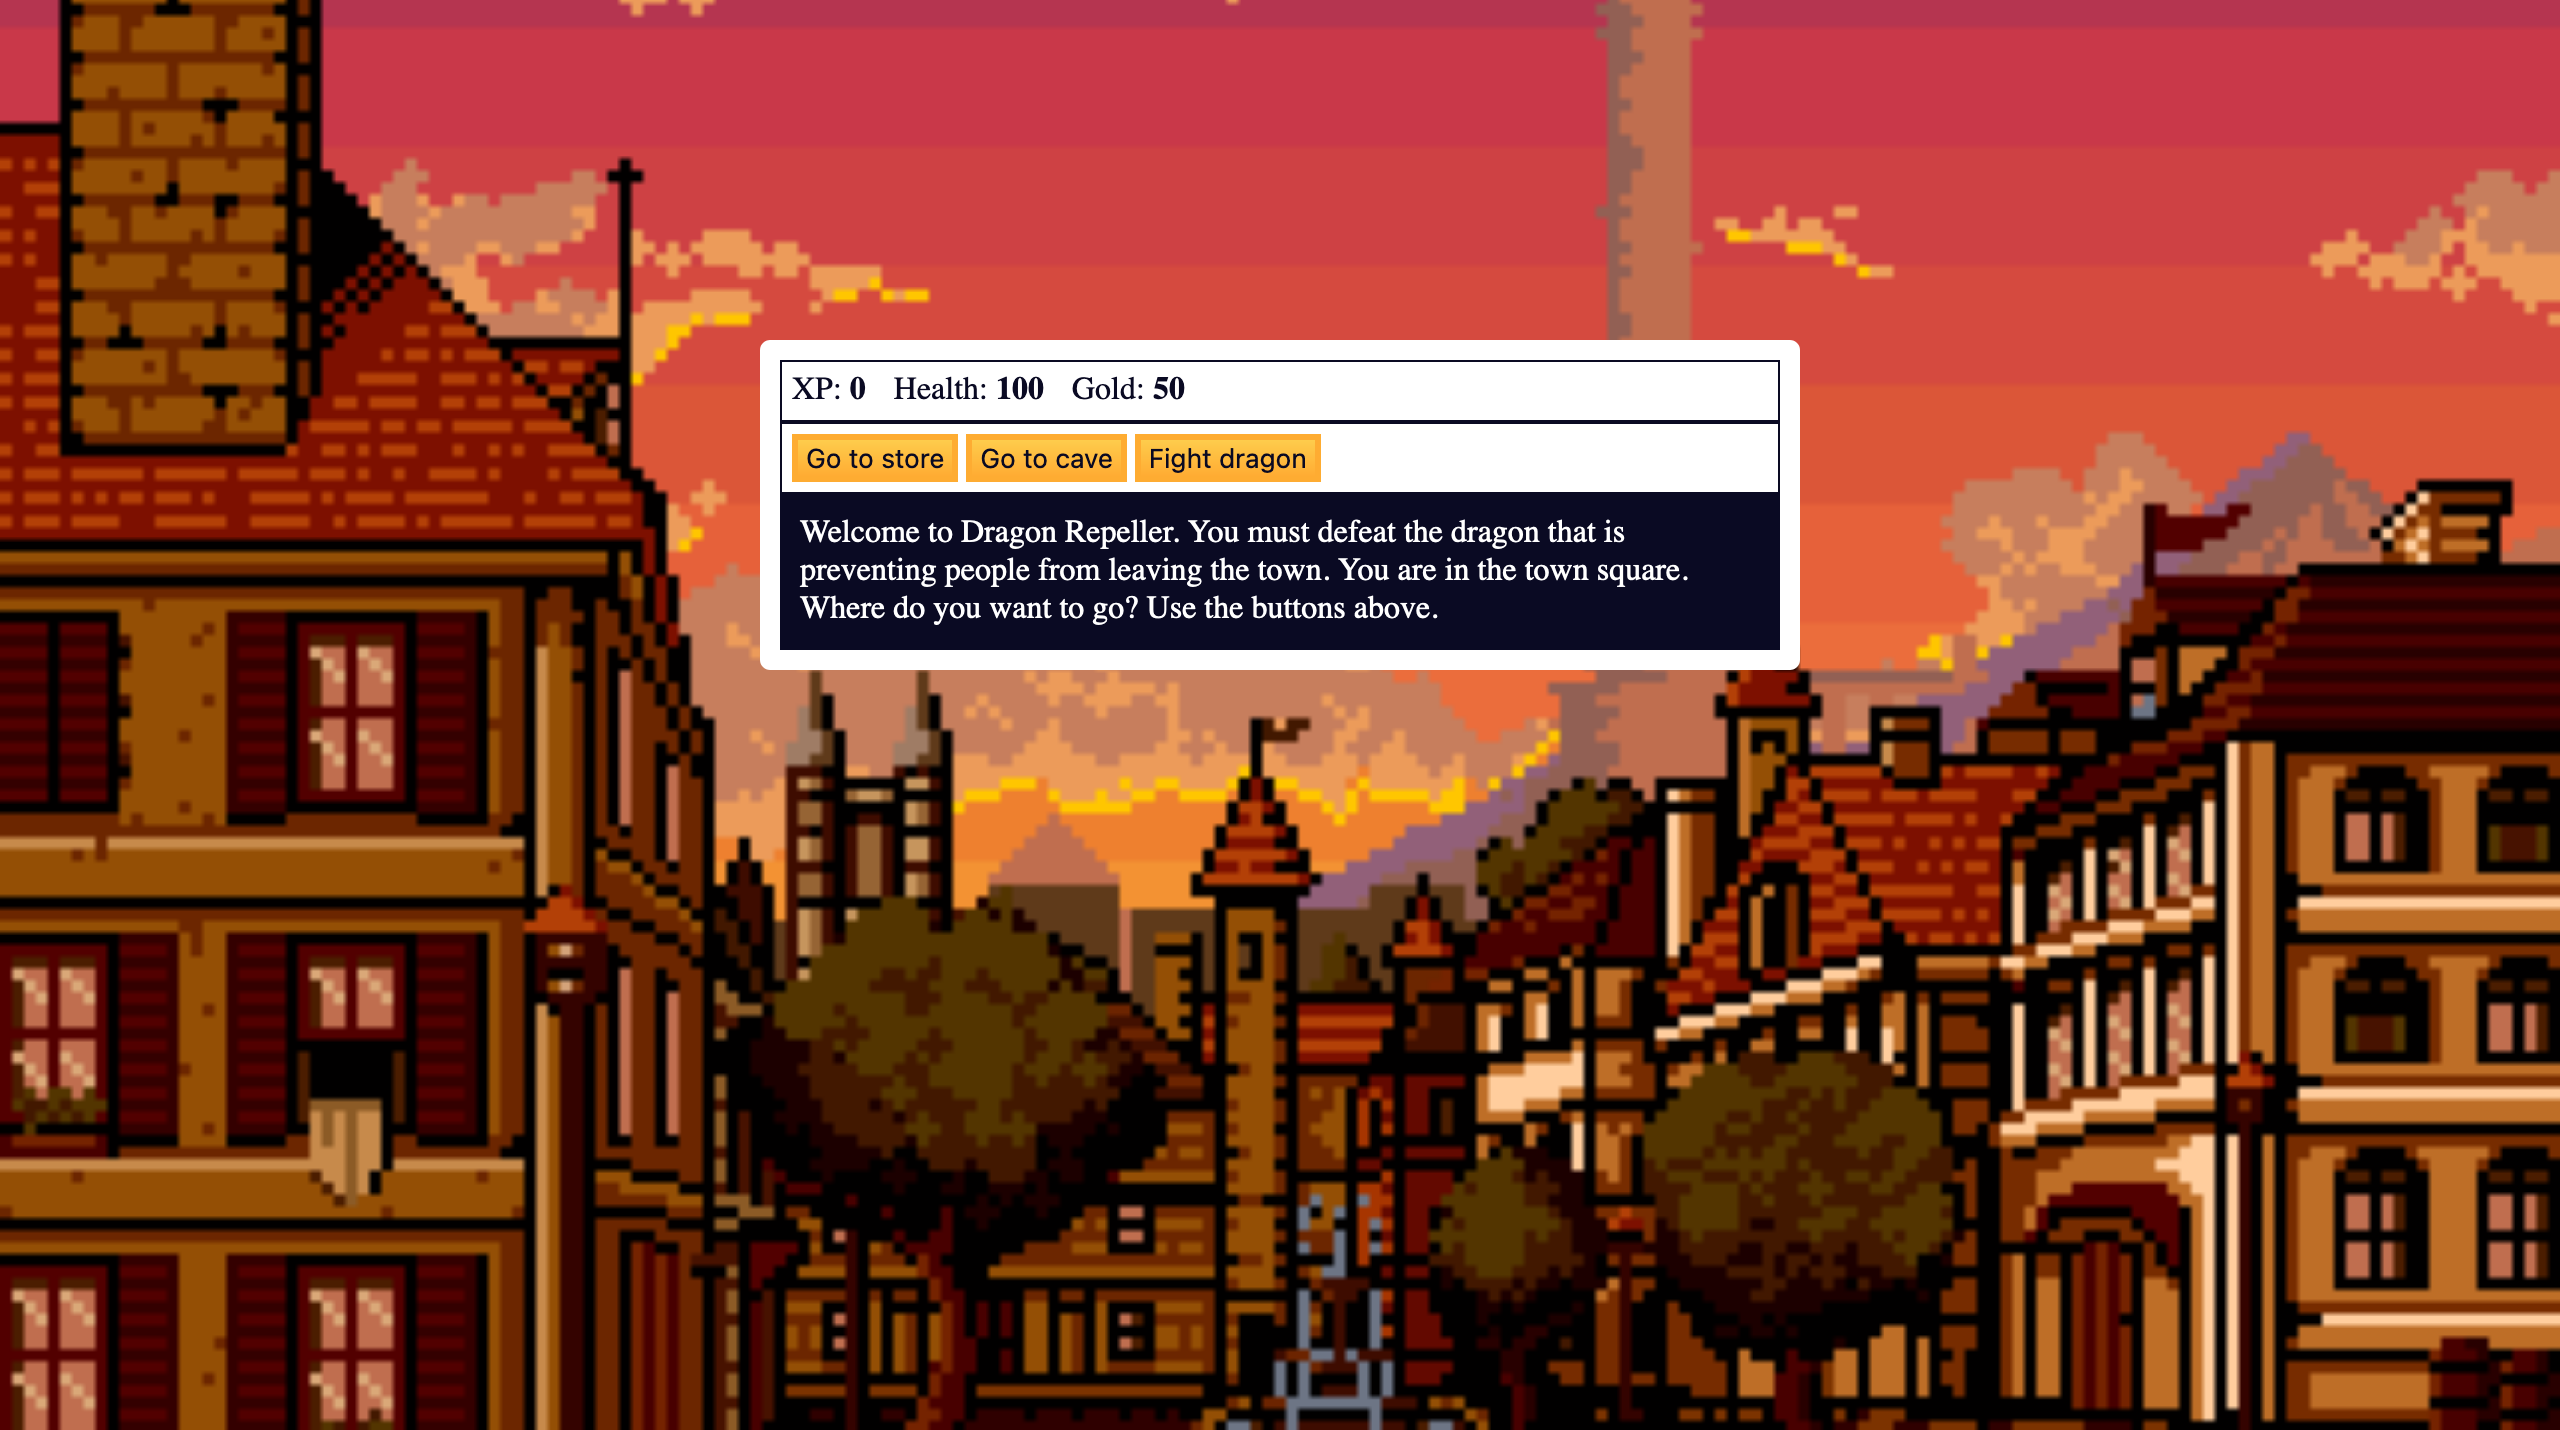 XP: 0 Health: 100 Gold: 50
Go to store Go to cave Fight dragon
Welcome to Dragon Repeller. You must defeat the dragon that is
preventing people from leaving the town. You are in the town square.
Where do you want to go? Use the buttons above.